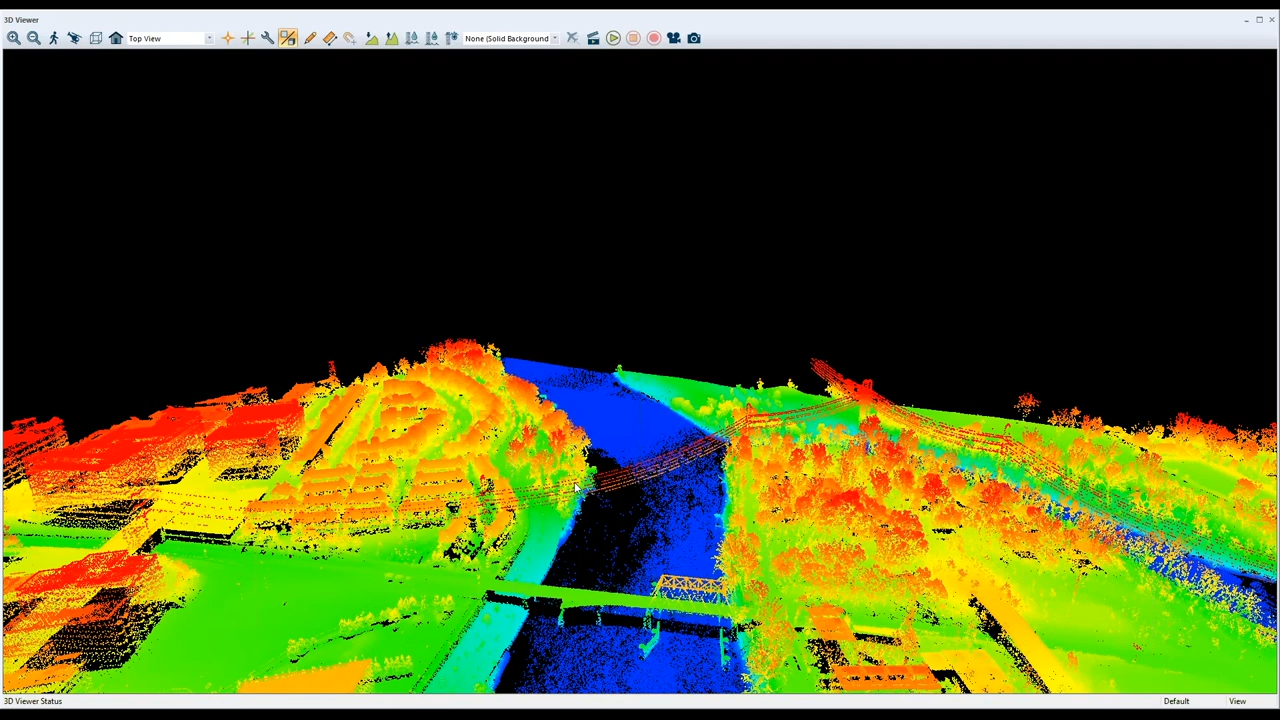 3D Viewer
Top View
None (Solid Background
3D Viewer Status
Default
View